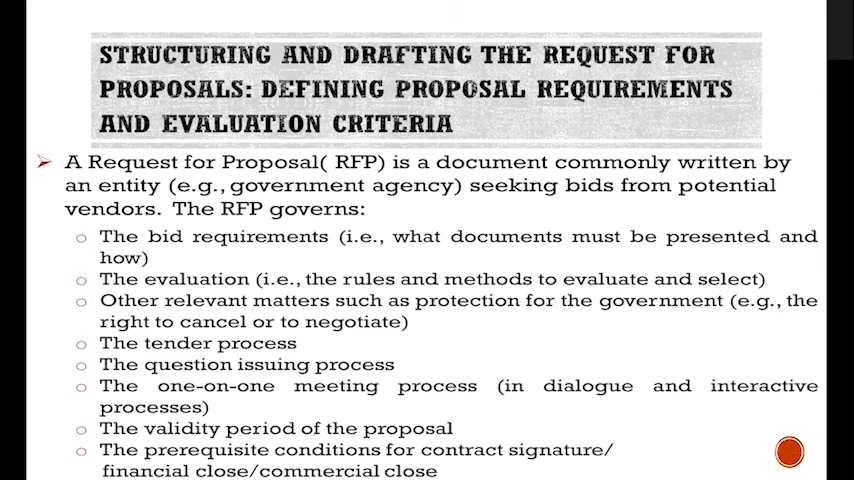 STRUCTURING AND DRAFTING THE REQUEST FOR
PROPOSALS: DEFINING PROPOSAL REQUIREMENTS
AND EVALUATION CRITERIA
➢ A Request for Proposal( RFP) is a document commonly written by
an entity (e.g., government agency) seeking bids from potential
vendors. The RFP governs:
o The bid requirements (i.e., what documents must be presented and
how)
o The evaluation (i.e., the rules and methods to evaluate and select)
o Other relevant matters such as protection for the government (e.g., the
right to cancel or to negotiate)
o The tender process
o The question issuing process
o The one-on-one meeting process (in dialogue and interactive
processes)
o The validity period of the proposal
o The prerequisite conditions for contract signature/
financial close/commercial close